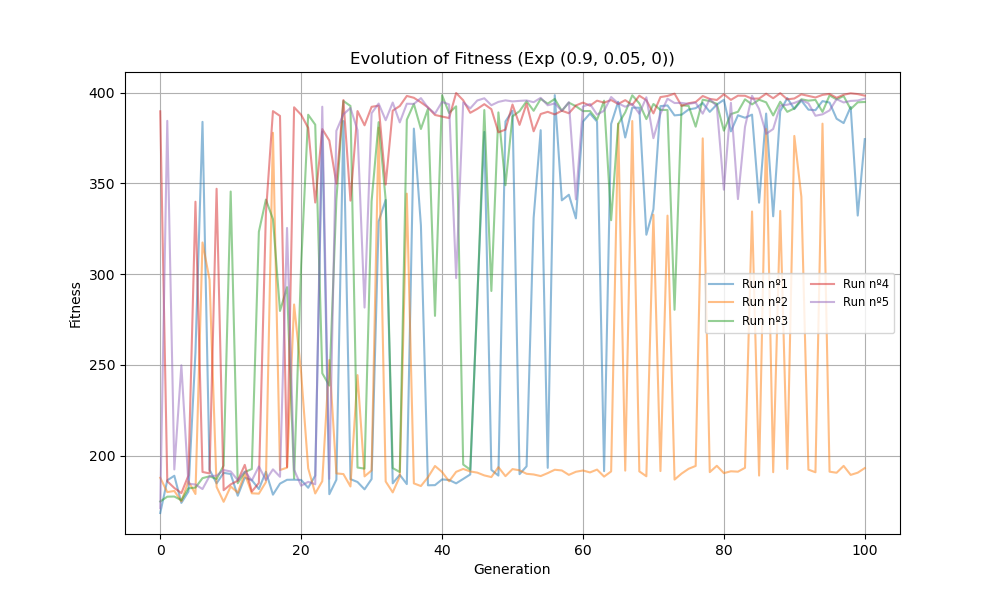 Evolution of Fitness (Exp (0.9, 0.05, 0))
Fitness
400
350
300
250
200
Run nº1
Run nº2
Run nº3
Run nº4
Run nº5
0 20 40 60 80 100
Generation